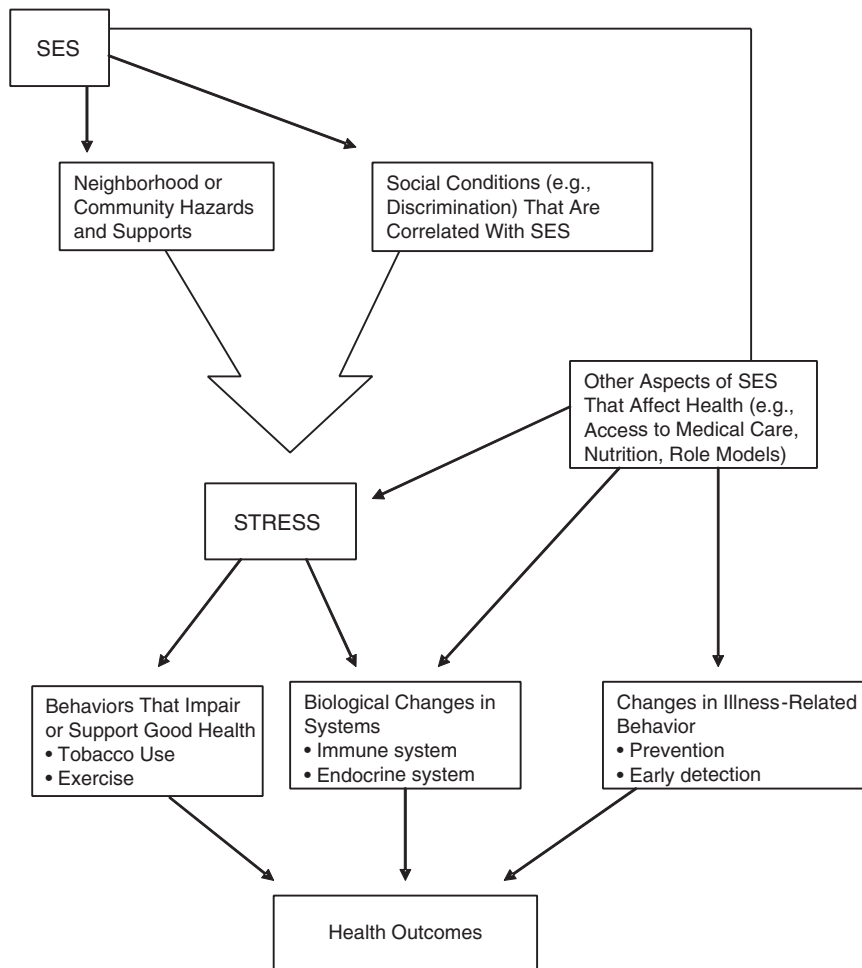 SES
Neighborhood or
Community Hazards
and Supports
Social Conditions (e.g.,
Discrimination) That Are
Correlated With SES
Other Aspects of SES
That Affect Health (e.g.,
Access to Medical Care,
Nutrition, Role Models)
STRESS
Behaviors That Impair
or Support Good Health
• Tobacco Use
• Exercise
Biological Changes in
Systems
• Immune system
• Endocrine system
Changes in Illness-Related
Behavior
• Prevention
• Early detection
Health Outcomes